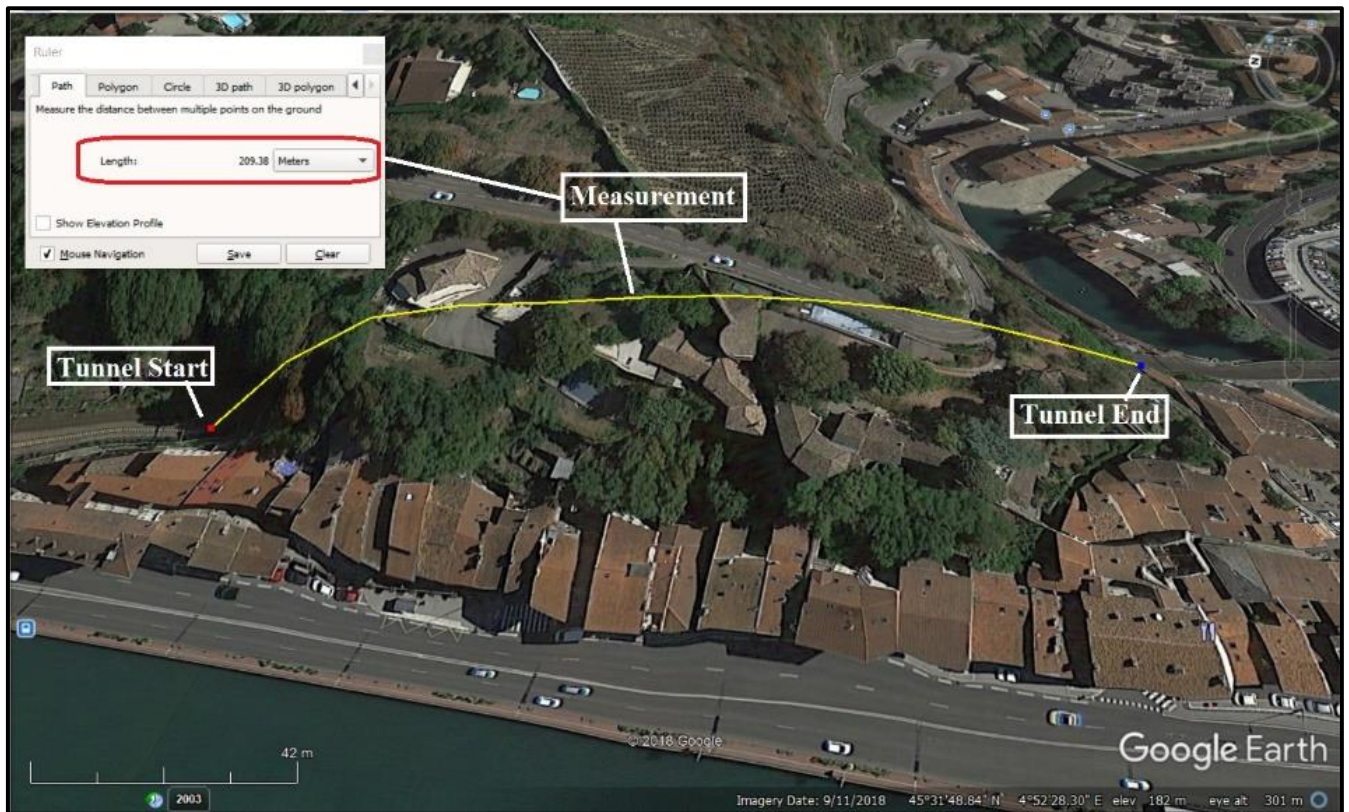 Ruler
Path Polygon Circle 3D path 3D polygon
Measure the distance between multiple points on the ground
Length: 209.38 Meters
Show Elevation Profile
Mouse Navigation Save Clear
Measurement
Tunnel Start
Tunnel End
N
© 2018 Google
Google Earth
42 m
2003
Imagery Date: 9/11/2018 45°31'48.84" N 4°52'28.30" E elev 182 m eye alt 301 m